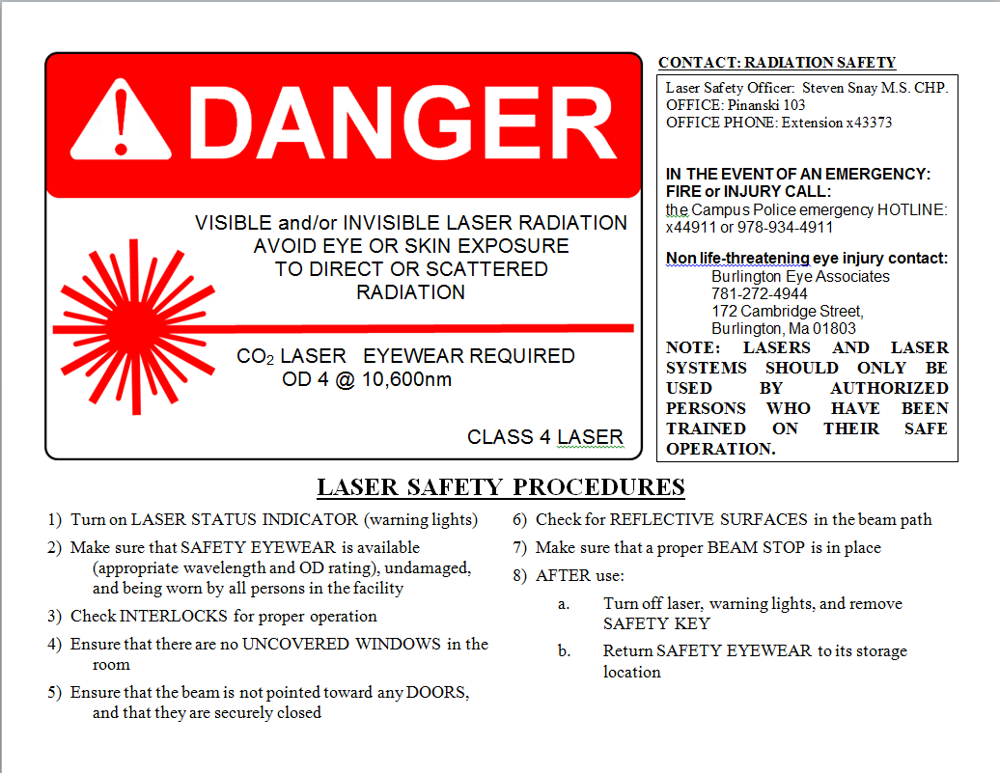 DANGER
VISIBLE and/or INVISIBLE LASER RADIATION
AVOID EYE OR SKIN EXPOSURE
TO DIRECT OR SCATTERED
RADIATION
CO₂ LASER EYEWEAR REQUIRED
OD 4 @ 10,600nm
CLASS 4 LASER
CONTACT: RADIATION SAFETY
Laser Safety Officer: Steven Snay M.S. CHP.
OFFICE: Pinanski 103
OFFICE PHONE: Extension x43373
IN THE EVENT OF AN EMERGENCY:
FIRE or INJURY CALL:
the Campus Police emergency HOTLINE:
x44911 or 978-934-4911
Non life-threatening eye injury contact:
Burlington Eye Associates
781-272-4944
172 Cambridge Street,
Burlington, Ma 01803
NOTE: LASERS AND LASER
SYSTEMS SHOULD ONLY BE
USED BY AUTHORIZED
PERSONS WHO HAVE BEEN
TRAINED ON THEIR SAFE
OPERATION.
LASER SAFETY PROCEDURES
1) Turn on LASER STATUS INDICATOR (warning lights)
2) Make sure that SAFETY EYEWEAR is available
(appropriate wavelength and OD rating), undamaged,
and being worn by all persons in the facility
3) Check INTERLOCKS for proper operation
4) Ensure that there are no UNCOVERED WINDOWS in the
room
5) Ensure that the beam is not pointed toward any DOORS,
and that they are securely closed
6) Check for REFLECTIVE SURFACES in the beam path
7) Make sure that a proper BEAM STOP is in place
8) AFTER use:
a. Turn off laser, warning lights, and remove
SAFETY KEY
b. Return SAFETY EYEWEAR to its storage
location